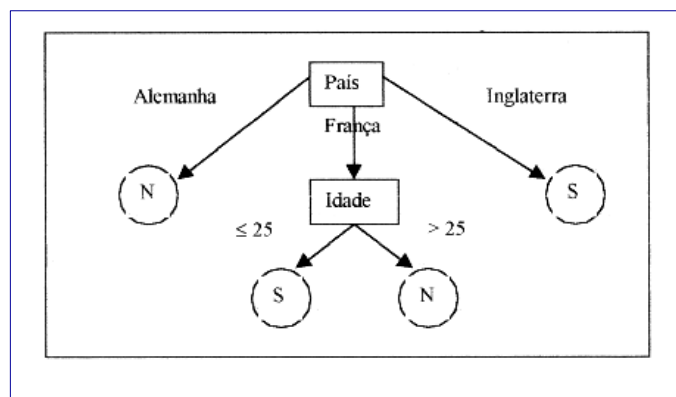 País
Alemanha
Inglaterra
França
N
Idade
S
≤ 25
> 25
S
N